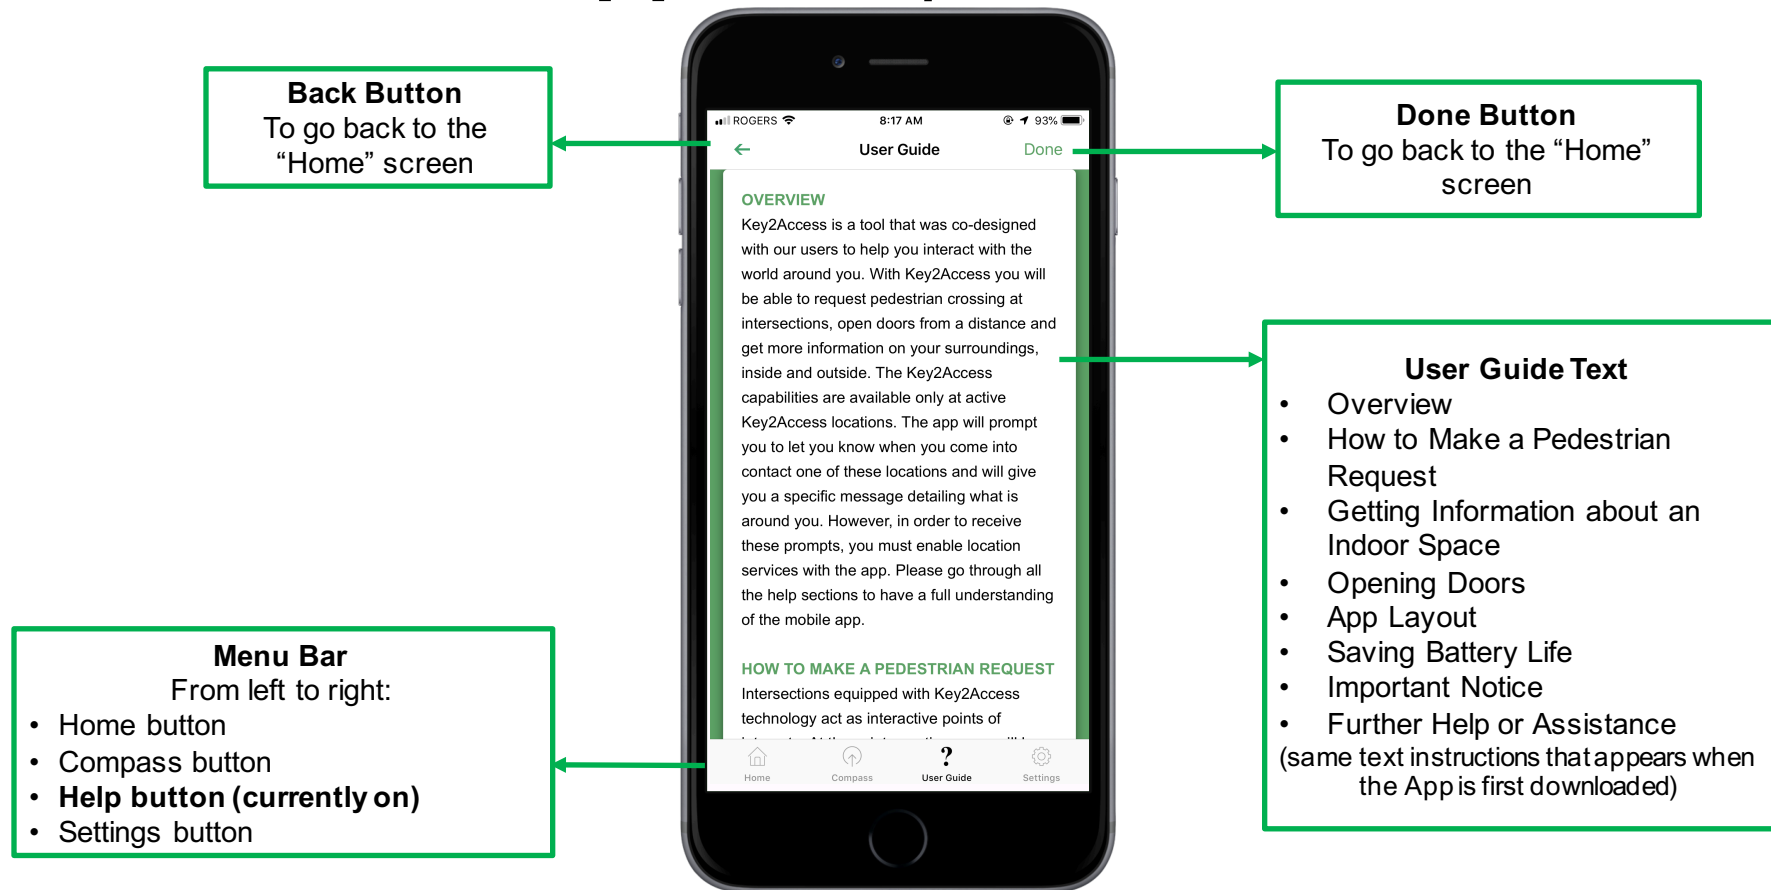 Back Button
To go back to the
“Home” screen
ROGERS
8:17 AM
93%
User Guide
Done
Done Button
To go back to the “Home”
screen
OVERVIEW
Key2Access is a tool that was co-designed
with our users to help you interact with the
world around you. With Key2Access you will
be able to request pedestrian crossing at
intersections, open doors from a distance and
get more information on your surroundings,
inside and outside. The Key2Access
capabilities are available only at active
Key2Access locations. The app will prompt
you to let you know when you come into
contact one of these locations and will give
you a specific message detailing what is
around you. However, in order to receive
these prompts, you must enable location
services with the app. Please go through all
the help sections to have a full understanding
of the mobile app.
HOW TO MAKE A PEDESTRIAN REQUEST
Intersections equipped with Key2Access
technology act as interactive points of
Home
Compass
?
User Guide
Settings
User Guide Text
• Overview
• How to Make a Pedestrian
Request
• Getting Information about an
Indoor Space
• Opening Doors
• App Layout
• Saving Battery Life
• Important Notice
• Further Help or Assistance
(same text instructions that appears when
the App is first downloaded)
Menu Bar
From left to right:
• Home button
• Compass button
• Help button (currently on)
• Settings button